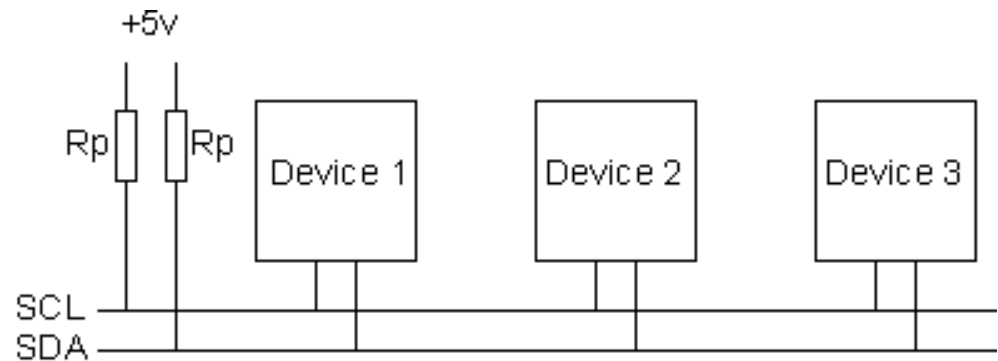 +5v
Rp
Rp
Device 1
Device 2
Device 3
SCL
SDA